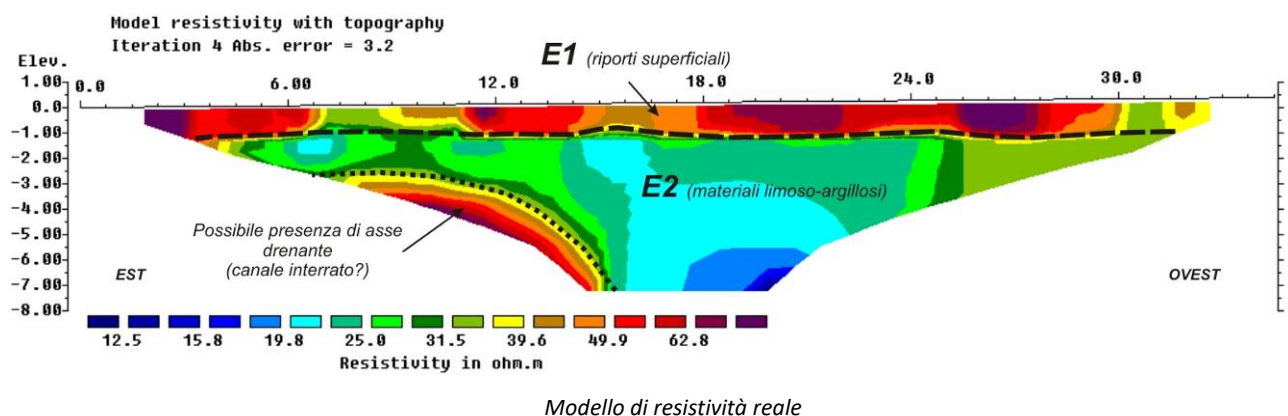 Model resistivity with topography
Iteration 4 Abs. error = 3.2
Elev.
E1 (riporti superficiali)
0.0 6.00 12.0 18.0 24.0 30.0
1.00
0.0
-1.00
-2.00
-3.00
-4.00
-5.00
-6.00
-7.00
-8.00
E2 (materiali limoso-argillosi)
Possibile presenza di asse
drenante
(canale interrato?)
EST
OVEST
12.5 15.8 19.8 25.0 31.5 39.6 49.9 62.8
Resistivity in ohm.m
Modello di resistività reale